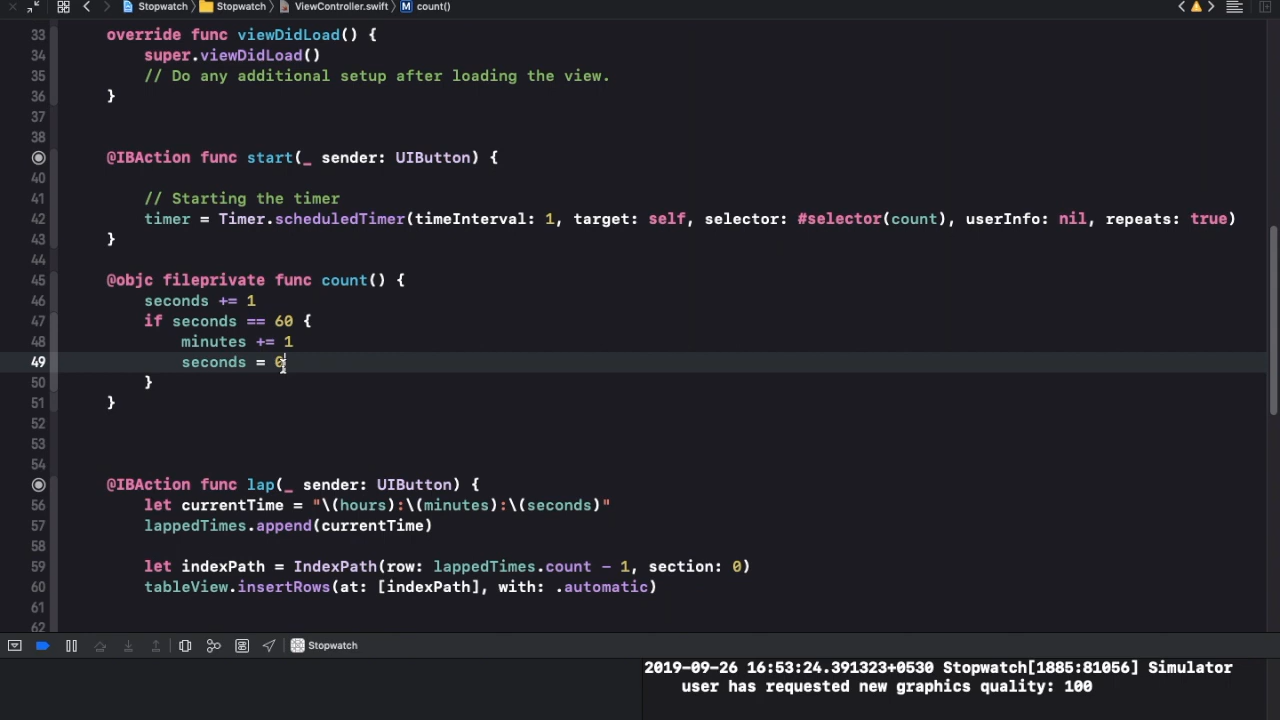 Stopwatch > Stopwatch > ViewController.swift > M count()
33 override func viewDidLoad() {
34 super.viewDidLoad()
35 // Do any additional setup after loading the view.
36 }
37
38
@IBAction func start(_ sender: UIButton) {
40
41 // Starting the timer
42 timer = Timer.scheduledTimer(timeInterval: 1, target: self, selector: #selector(count), userInfo: nil, repeats: true)
43 }
44
45 @objc fileprivate func count() {
46 seconds += 1
47 if seconds == 60 {
48 minutes += 1
49 seconds = 0
50 }
51 }
52
53
54
@IBAction func lap(_ sender: UIButton) {
56 let currentTime = "\(hours):\(minutes):\(seconds)"
57 lappedTimes.append(currentTime)
58
59 let indexPath = IndexPath(row: lappedTimes.count - 1, section: 0)
60 tableView.insertRows(at: [indexPath], with: .automatic)
61
62
Stopwatch
2019-09-26 16:53:24.391323+0530 Stopwatch[1885:81056] Simulator
user has requested new graphics quality: 100